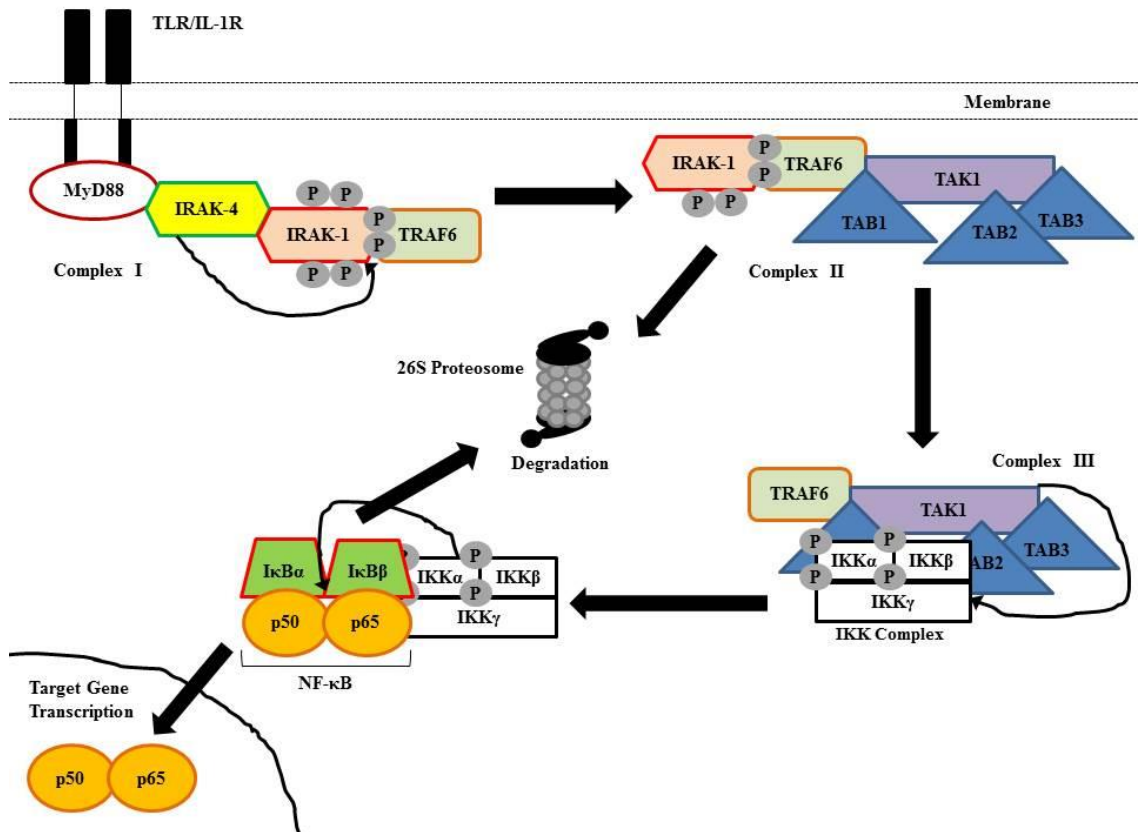 TLR/IL-1R
Membrane
MyD88
IRAK-4
P
P
IRAK-1
P
P
TRAF6
P
P
Complex I
IRAK-1
P
P
TRAF6
P
P
TAK1
TAB1
TAB2
TAB3
Complex II
26S Proteosome
Degradation
Complex III
TRAF6
TAK1
P
P
IKKα
IKKβ
AB2
TAB3
P
P
IKKγ
IKK Complex
IκBα
IκBβ
P
P
IKKα
IKKβ
P
IKKγ
p50
p65
NF-κB
Target Gene
Transcription
p50
p65